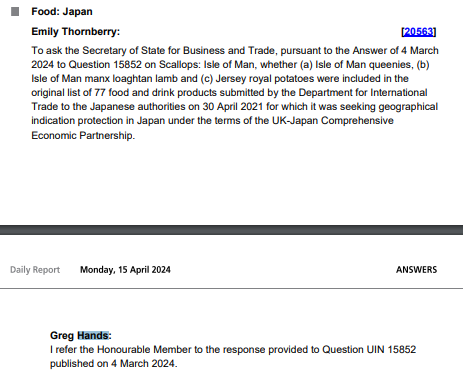 Food: Japan
Emily Thornberry: [20563]
To ask the Secretary of State for Business and Trade, pursuant to the Answer of 4 March
2024 to Question 15852 on Scallops: Isle of Man, whether (a) Isle of Man queenies, (b)
Isle of Man manx loaghtan lamb and (c) Jersey royal potatoes were included in the
original list of 77 food and drink products submitted by the Department for International
Trade to the Japanese authorities on 30 April 2021 for which it was seeking geographical
indication protection in Japan under the terms of the UK-Japan Comprehensive
Economic Partnership.
Daily Report Monday, 15 April 2024 ANSWERS
Greg Hands:
I refer the Honourable Member to the response provided to Question UIN 15852
published on 4 March 2024.